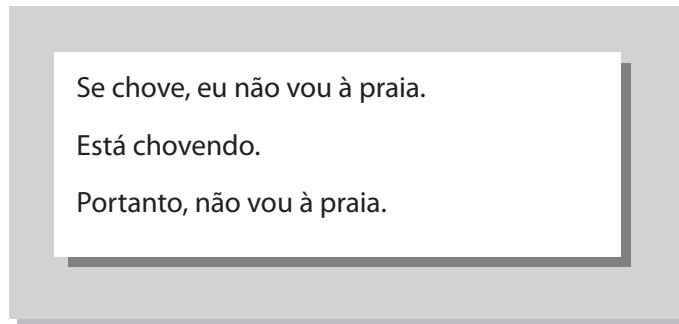 Se chove, eu não vou à praia.
Está chovendo.
Portanto, não vou à praia.